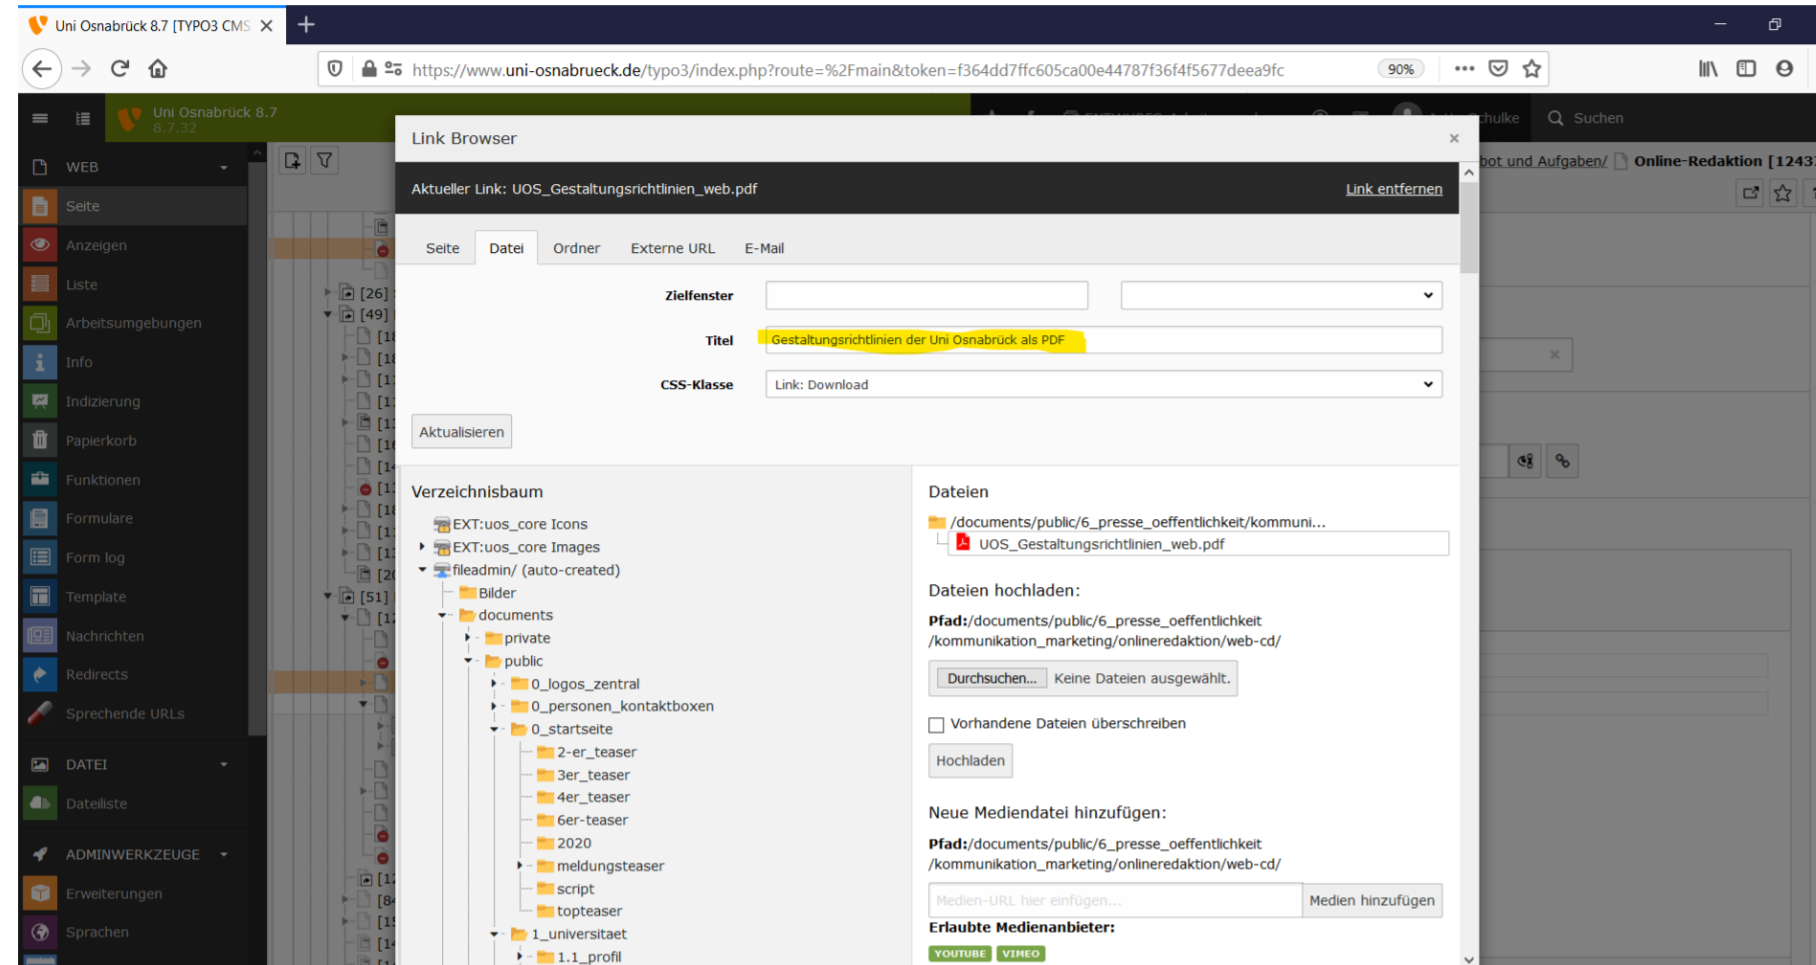 Uni Osnabrück 8.7 [TYPO3 CMS
https://www.uni-osnabrueck.de/typo3/index.php?route=%2Fmain&token=f364dd7ffc605ca00e44787f36f4f5677deea9fc
90%
Uni Osnabrück 8.7
8.7.32
Suchen
WEB
Seite
Anzeigen
Liste
Arbeitsumgebungen
Info
Indizierung
Papierkorb
Funktionen
Formulare
Form log
Template
Nachrichten
Redirects
Sprechende URLs
DATEI
Dateiliste
ADMINWERKZEUGE
Erweiterungen
Sprachen
[26]
[49]
[51]
Aufgaben/ Online-Redaktion [1243
Link Browser
Aktueller Link: UOS_Gestaltungsrichtlinien_web.pdf
Link entfernen
Seite Datei Ordner Externe URL E-Mail
Zielfenster
Titel Gestaltungsrichtlinien der Uni Osnabrück als PDF
CSS-Klasse Link: Download
Aktualisieren
Verzeichnisbaum
EXT:uos_core Icons
EXT:uos_core Images
fileadmin/ (auto-created)
Bilder
documents
private
public
0_logos_zentral
0_personen_kontaktboxen
0_startseite
2-er_teaser
3er_teaser
4er_teaser
6er-teaser
2020
meldungsteaser
script
topteaser
1_universitaet
1.1_profil
Dateien
/documents/public/6_presse_oeffentlichkeit/kommuni...
UOS_Gestaltungsrichtlinien_web.pdf
Dateien hochladen:
Pfad:/documents/public/6_presse_oeffentlichkeit
/kommunikation_marketing/onlineredaktion/web-cd/
Durchsuchen... Keine Dateien ausgewählt.
Vorhandene Dateien überschreiben
Hochladen
Neue Mediendatei hinzufügen:
Pfad:/documents/public/6_presse_oeffentlichkeit
/kommunikation_marketing/onlineredaktion/web-cd/
Medien-URL hier einfügen...
Medien hinzufügen
Erlaubte Medienanbieter:
YOUTUBE VIMEO